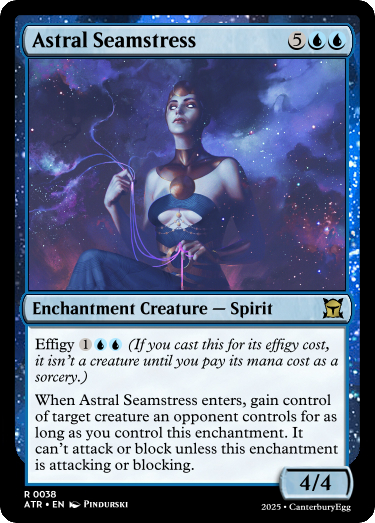 Astral Seamstress 5
Enchantment Creature — Spirit
Effigy 1 (If you cast this for its effigy cost,
it isn't a creature until you pay its mana cost as
a sorcery.)
When Astral Seamstress enters, gain control
of target creature an opponent controls for as
long as you control this enchantment. It
can't attack or block unless this enchantment
is attacking or blocking.
4/4
R 0038
ATR • EN PINDURSKI
2025 • CanterburyEgg